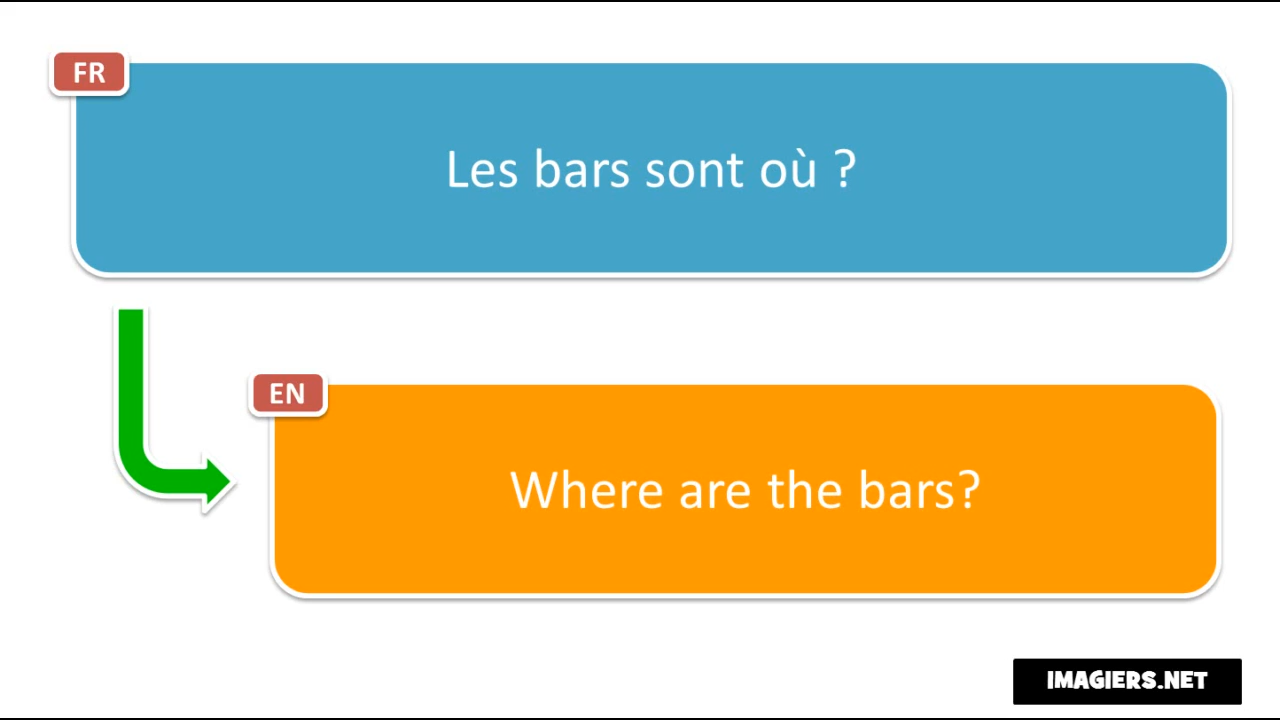 FR
Les bars sont où ?
EN
Where are the bars?
IMAGIERS.NET